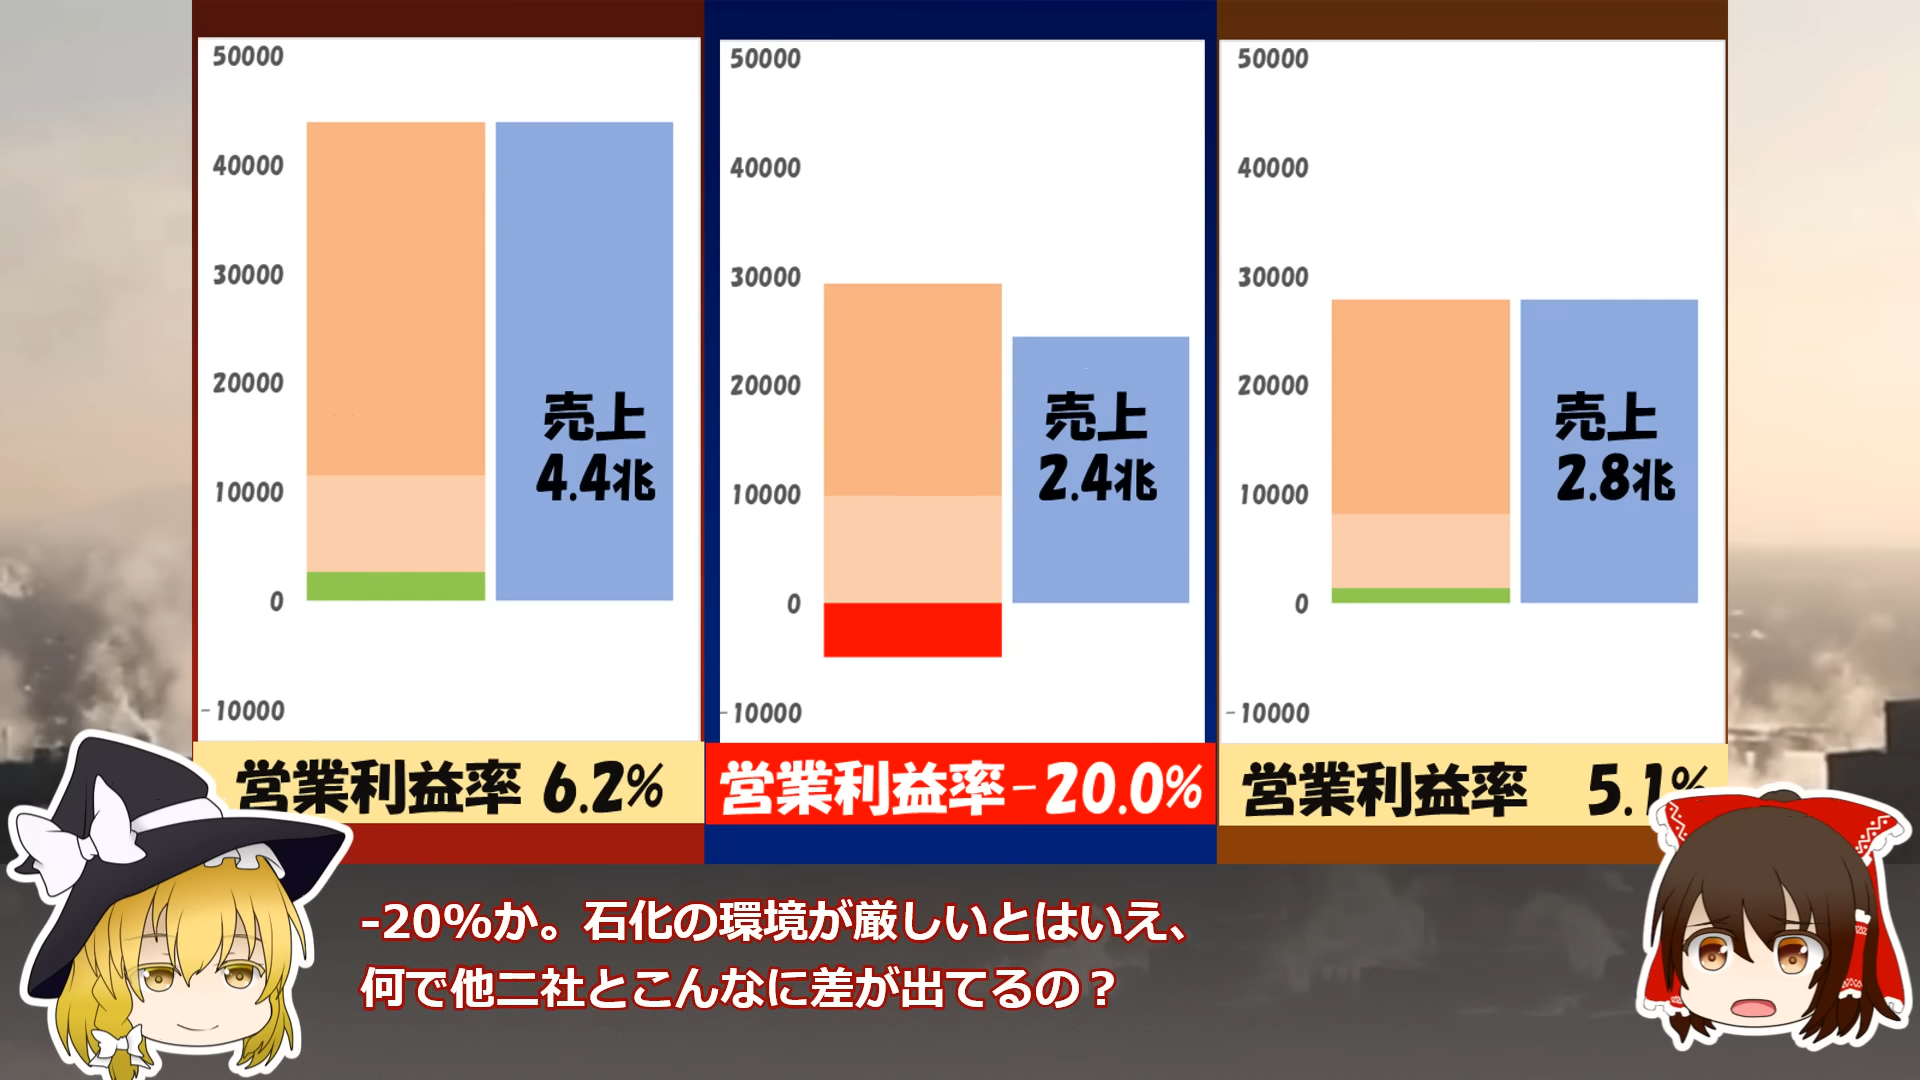 50000
40000
30000
20000
10000
0
-10000
売上
4.4兆
営業利益率 6.2%
50000
40000
30000
20000
10000
0
-10000
売上
2.4兆
営業利益率-20.0%
50000
40000
30000
20000
10000
0
-10000
売上
2.8兆
営業利益率 5.1%
-20%か。石化の環境が厳しいとはいえ、
何で他二社とこんなに差が出てるの？